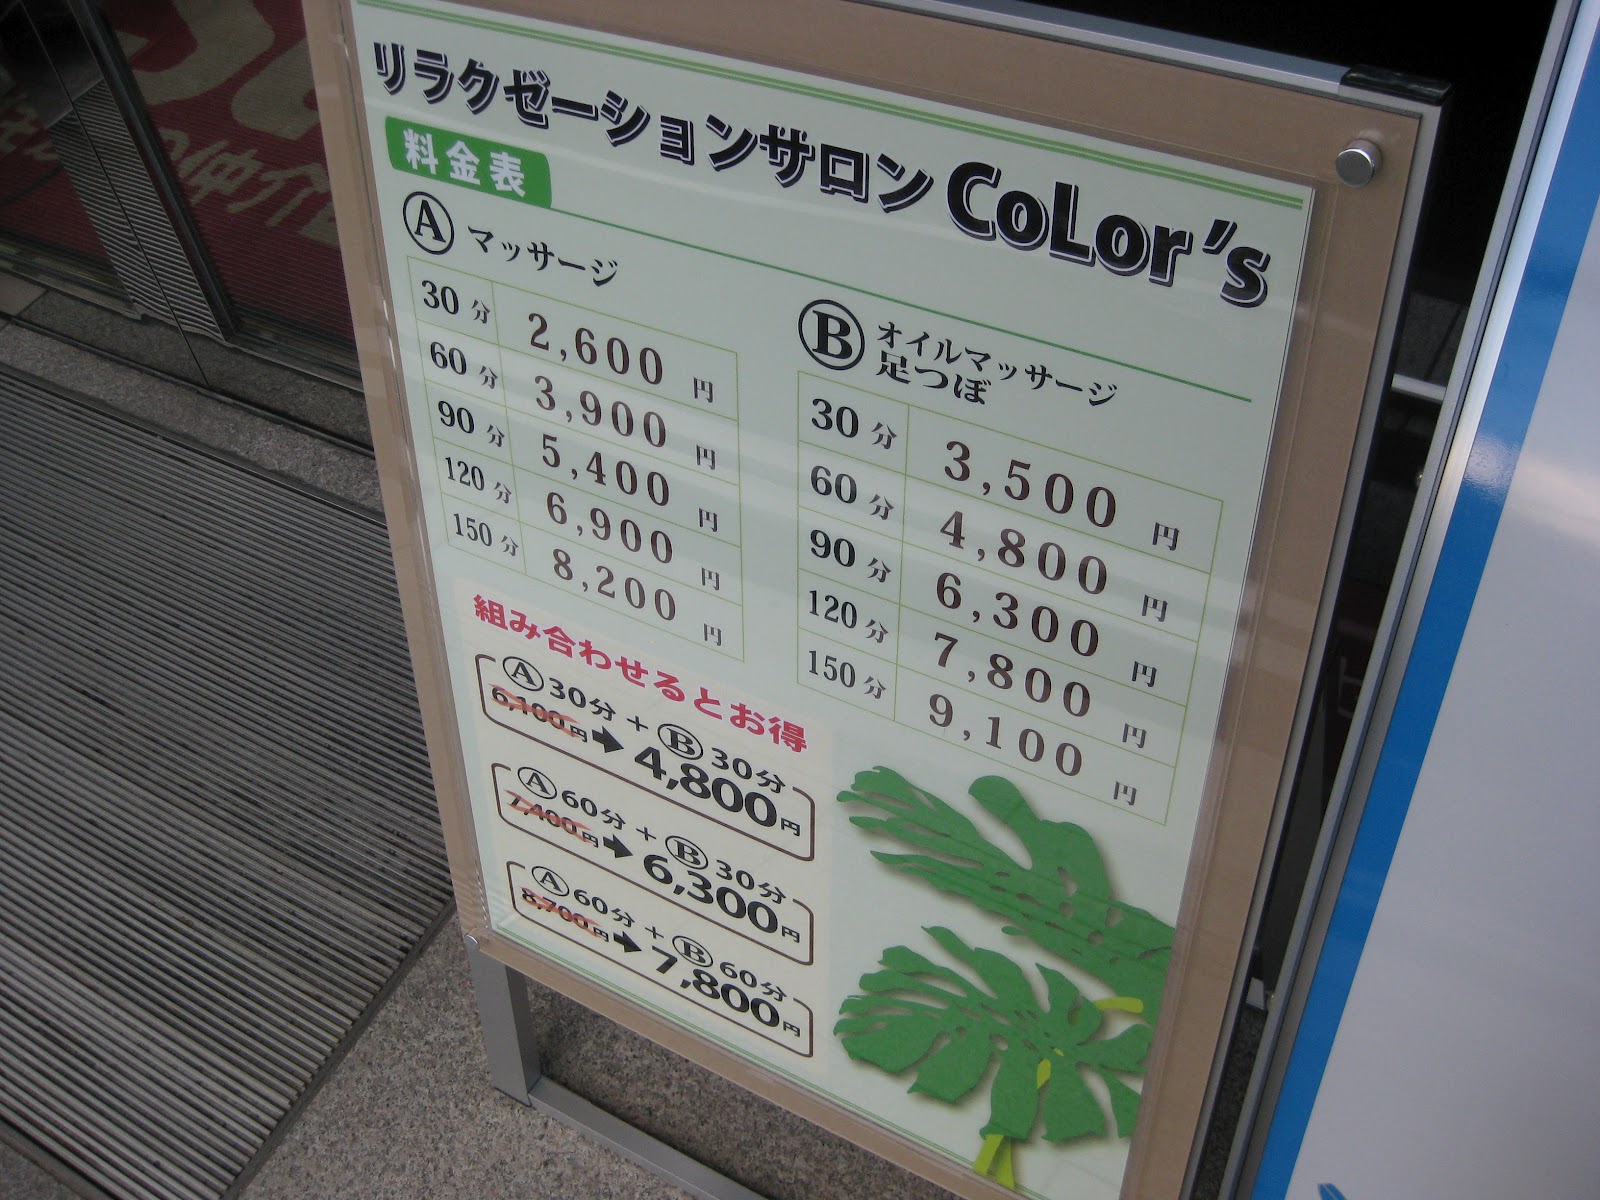 リラクゼーションサロン CoLor's
料金表
Ⓐ マッサージ
30分 2,600円
60分 3,900円
90分 5,400円
120分 6,900円
150分 8,200円
Ⓑ オイルマッサージ
足つぼ
30分 3,500円
60分 4,800円
90分 6,300円
120分 7,800円
150分 9,100円
組み合わせるとお得
Ⓐ30分+Ⓑ30分
6,100円➡4,800円
Ⓐ60分+Ⓑ30分
7,400円➡6,300円
Ⓐ60分+Ⓑ60分
8,700円➡7,800円
の仲介